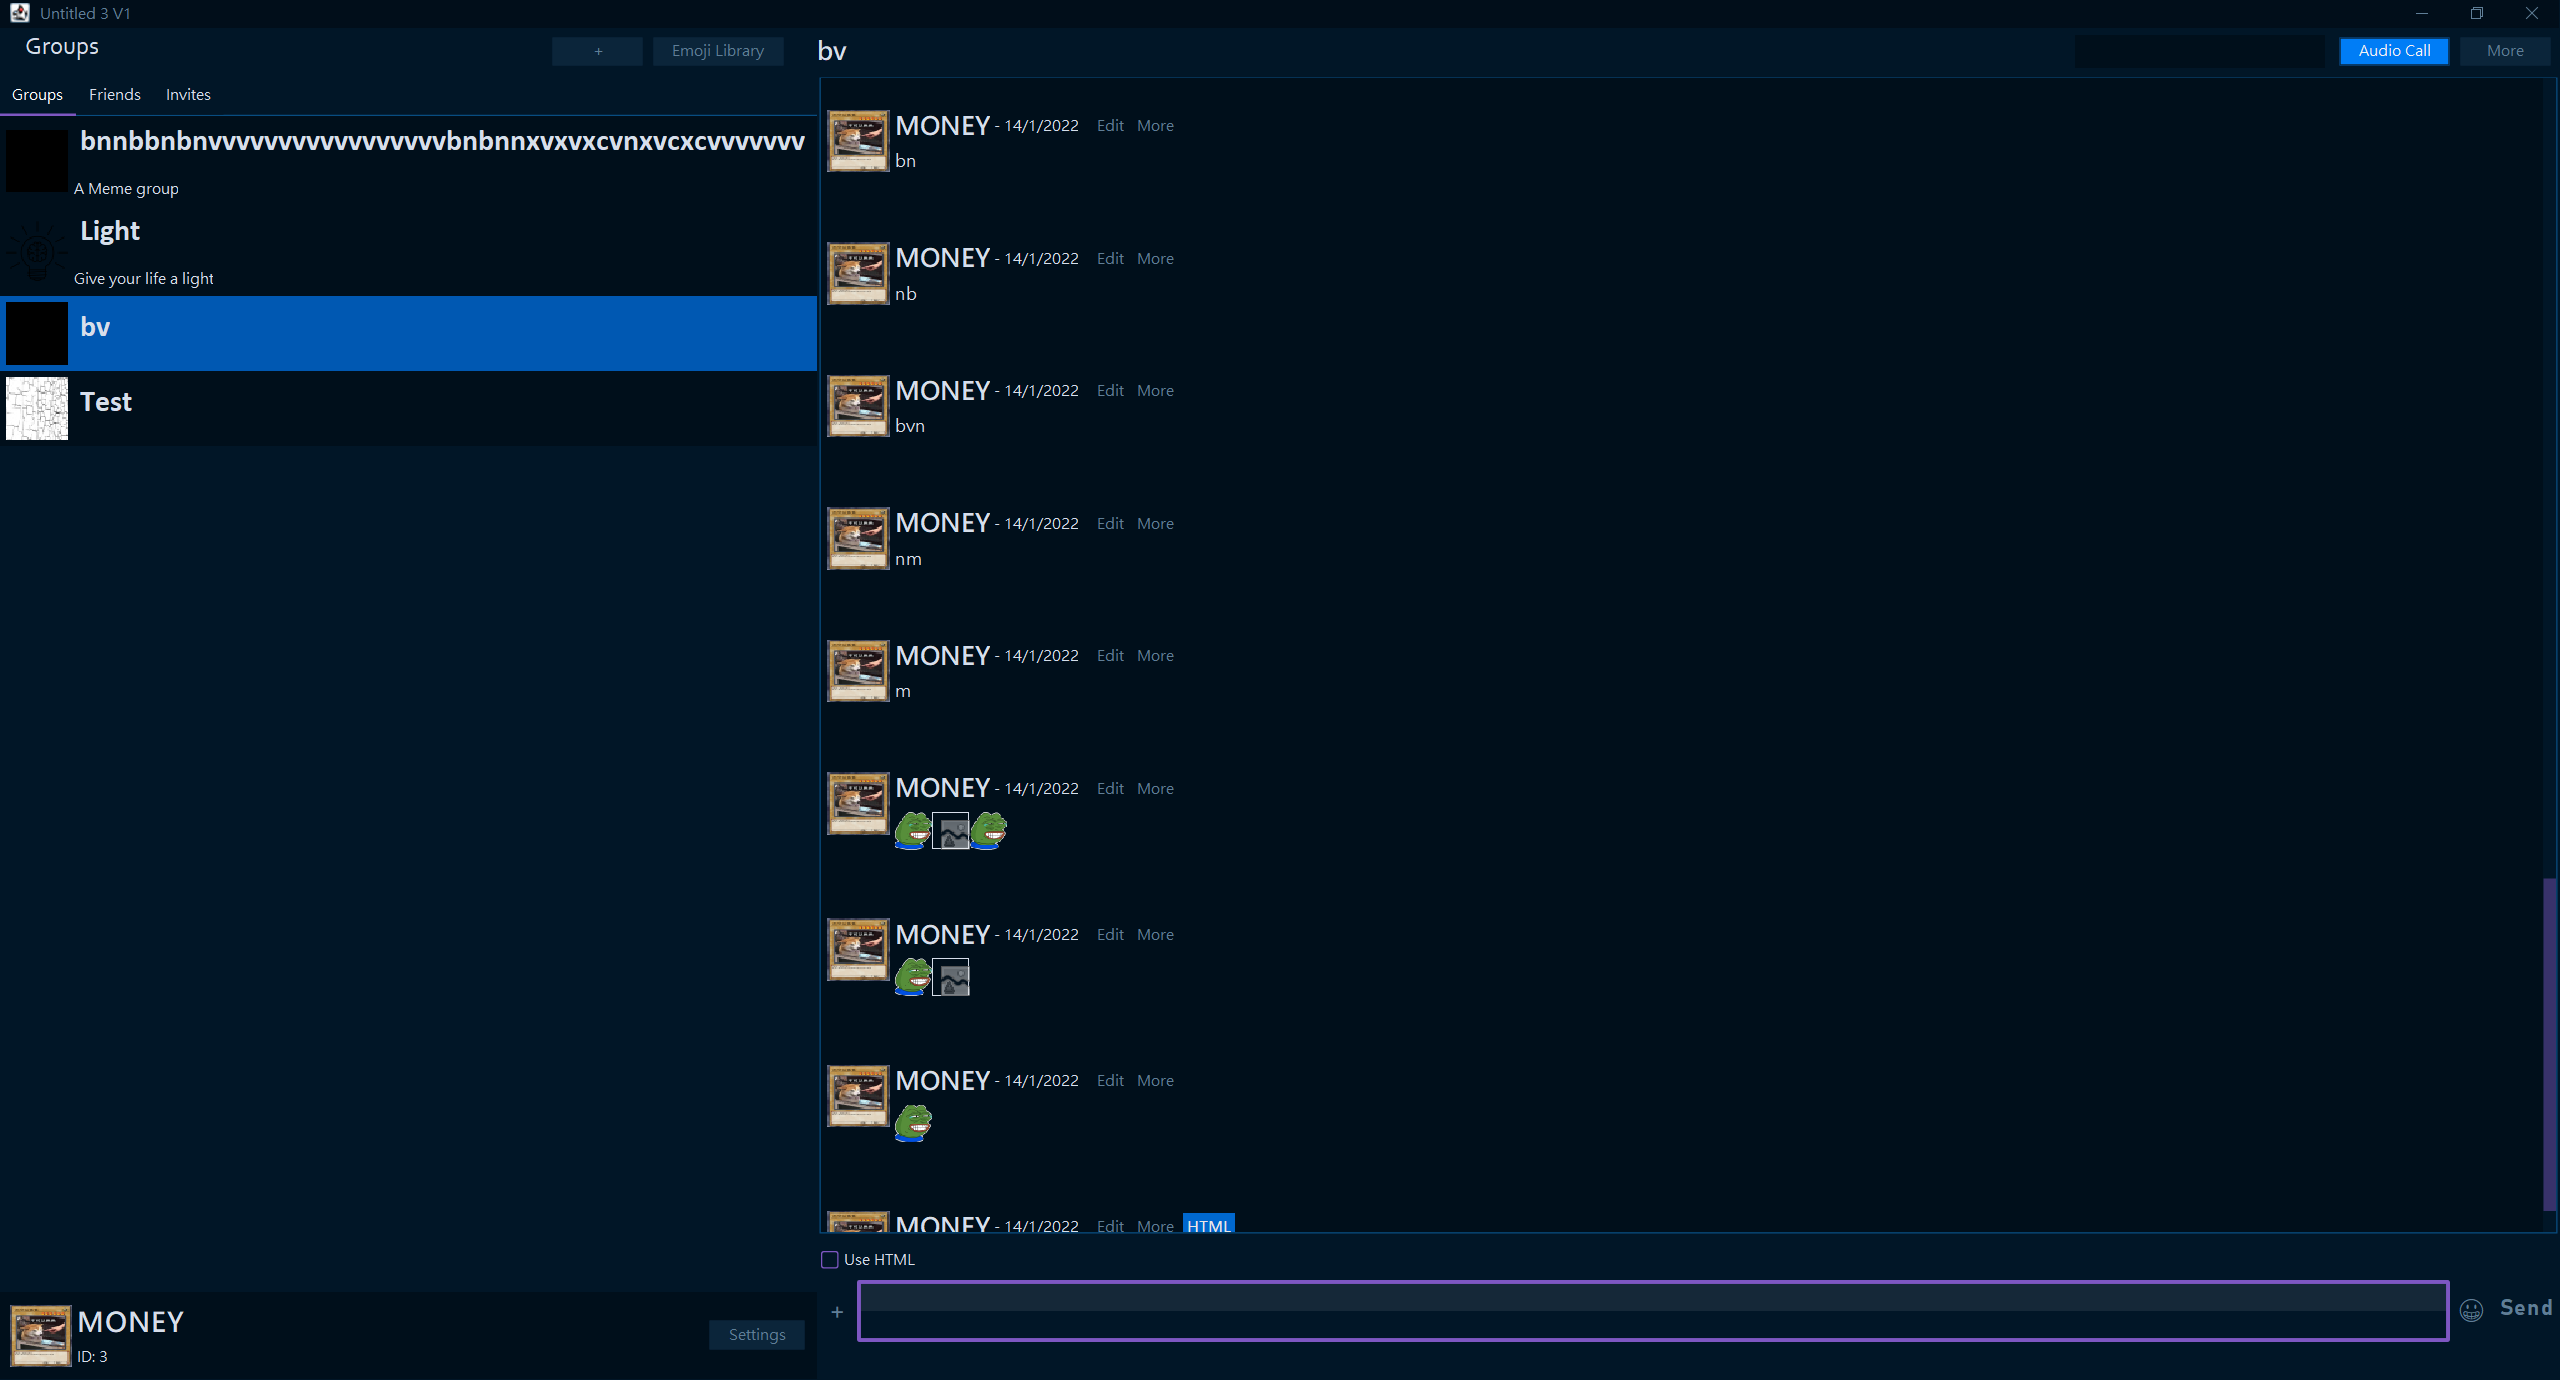 Untitled 3 V1
Groups
+
Emoji Library
Groups
Friends
Invites
bnnbbnbnvvvvvvvvvvvvvvvvvbnbnnxvxvxcvnxvcxcvvvvvvv
A Meme group
Light
Give your life a light
bv
Test
MONEY
ID: 3
Settings
bv
Audio Call
More
MONEY - 14/1/2022 Edit More
bn
MONEY - 14/1/2022 Edit More
nb
MONEY - 14/1/2022 Edit More
bvn
MONEY - 14/1/2022 Edit More
nm
MONEY - 14/1/2022 Edit More
m
MONEY - 14/1/2022 Edit More
MONEY - 14/1/2022 Edit More
MONEY - 14/1/2022 Edit More
MONEY - 14/1/2022 Edit More HTML
Use HTML
+
Send